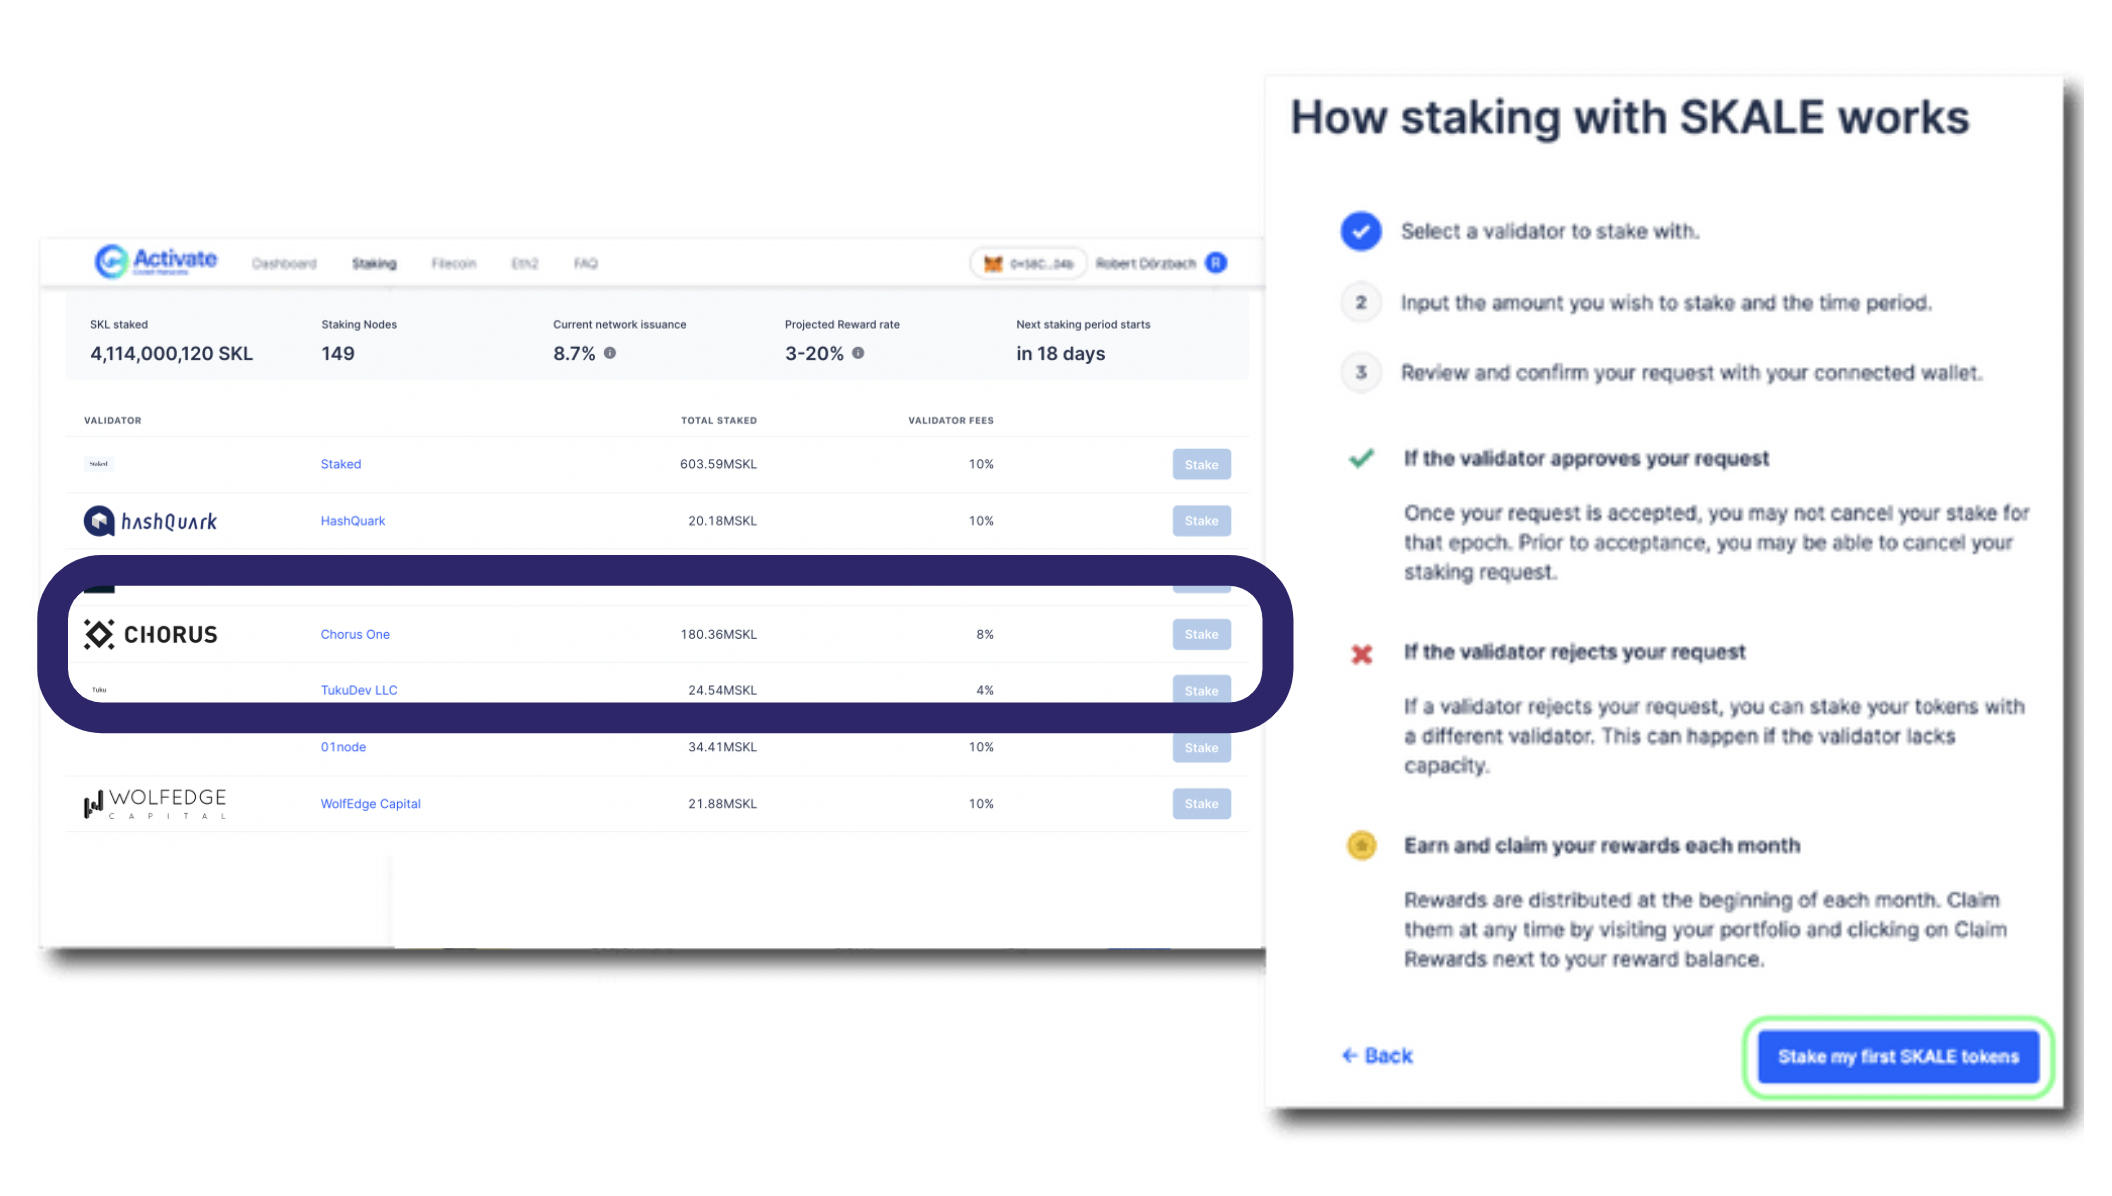 Activate
Dashboard Staking Filecoin Eth2 FAQ
0x58C...04b Robert Dörzbach R
SKL staked Staking Nodes Current network issuance Projected Reward rate Next staking period starts
4,114,000,120 SKL 149 8.7% 3-20% in 18 days
VALIDATOR TOTAL STAKED VALIDATOR FEES
Staked Staked 603.59MSKL 10% Stake
hashQuark HashQuark 20.18MSKL 10% Stake
CHORUS Chorus One 180.36MSKL 8% Stake
Tuku TukuDev LLC 24.54MSKL 4% Stake
01node 34.41MSKL 10% Stake
WOLFEDGE CAPITAL WolfEdge Capital 21.88MSKL 10% Stake
How staking with SKALE works
Select a validator to stake with.
2 Input the amount you wish to stake and the time period.
3 Review and confirm your request with your connected wallet.
If the validator approves your request
Once your request is accepted, you may not cancel your stake for
that epoch. Prior to acceptance, you may be able to cancel your
staking request.
If the validator rejects your request
If a validator rejects your request, you can stake your tokens with
a different validator. This can happen if the validator lacks
capacity.
Earn and claim your rewards each month
Rewards are distributed at the beginning of each month. Claim
them at any time by visiting your portfolio and clicking on Claim
Rewards next to your reward balance.
← Back
Stake my first SKALE tokens